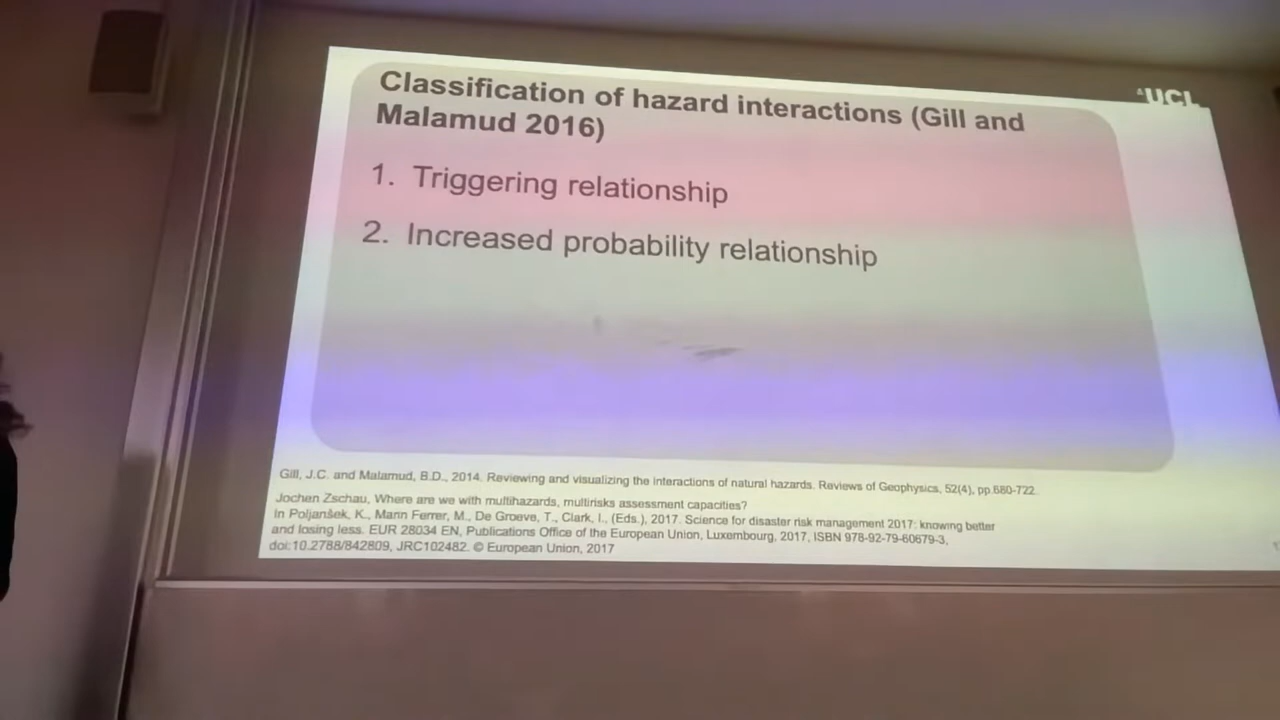 UCL
Classification of hazard interactions (Gill and
Malamud 2016)
1. Triggering relationship
2. Increased probability relationship
Gill, J.C. and Malamud, B.D., 2014. Reviewing and visualizing the interactions of natural hazards. Reviews of Geophysics, 52(4), pp.680-722.
Jochen Zschau, Where are we with multihazards, multirisks assessment capacities?
In Poljanšek, K., Marin Ferrer, M., De Groeve, T., Clark, I., (Eds.), 2017. Science for disaster risk management 2017: knowing better
and losing less. EUR 28034 EN, Publications Office of the European Union, Luxembourg, 2017, ISBN 978-92-79-60679-3,
doi:10.2788/842809, JRC102482. © European Union, 2017